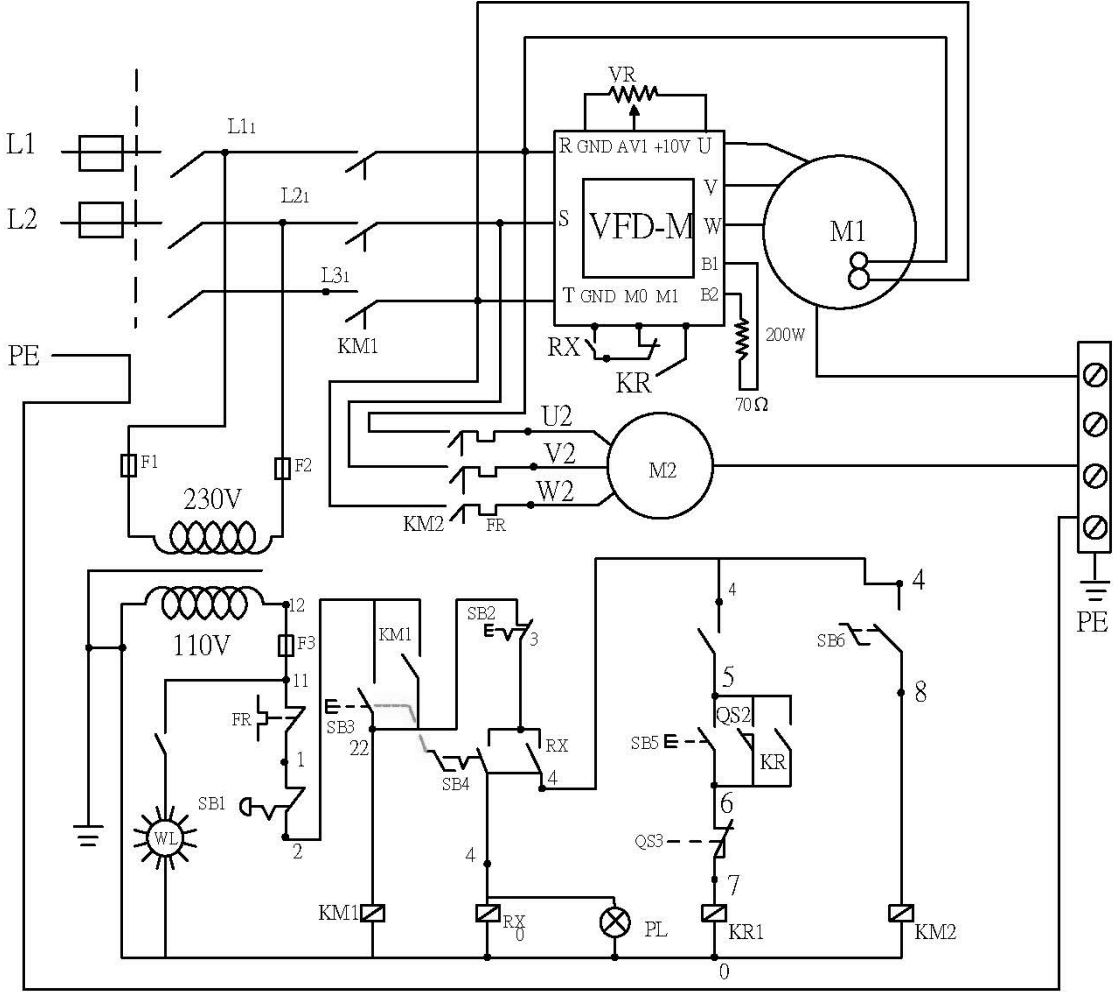 VR
L1
L1₁
R GND AV1 +10V U
L2
L2₁
S
VFD-M
V
W
M1
B1
L3₁
T GND M0 M1
B2
KM1
RX
200W
PE
KR
70Ω
U2
F1
F2
V2
M2
230V
W2
KM2
FR
12
4
4
110V
F3
KM1
SB2
3
SB6
PE
11
5
8
FR
SB3
QS2
22
RX
SB5
KR
1
SB4
4
SB1
6
WL
2
QS3
4
7
KM1
RX
0
PL
KR1
KM2
0